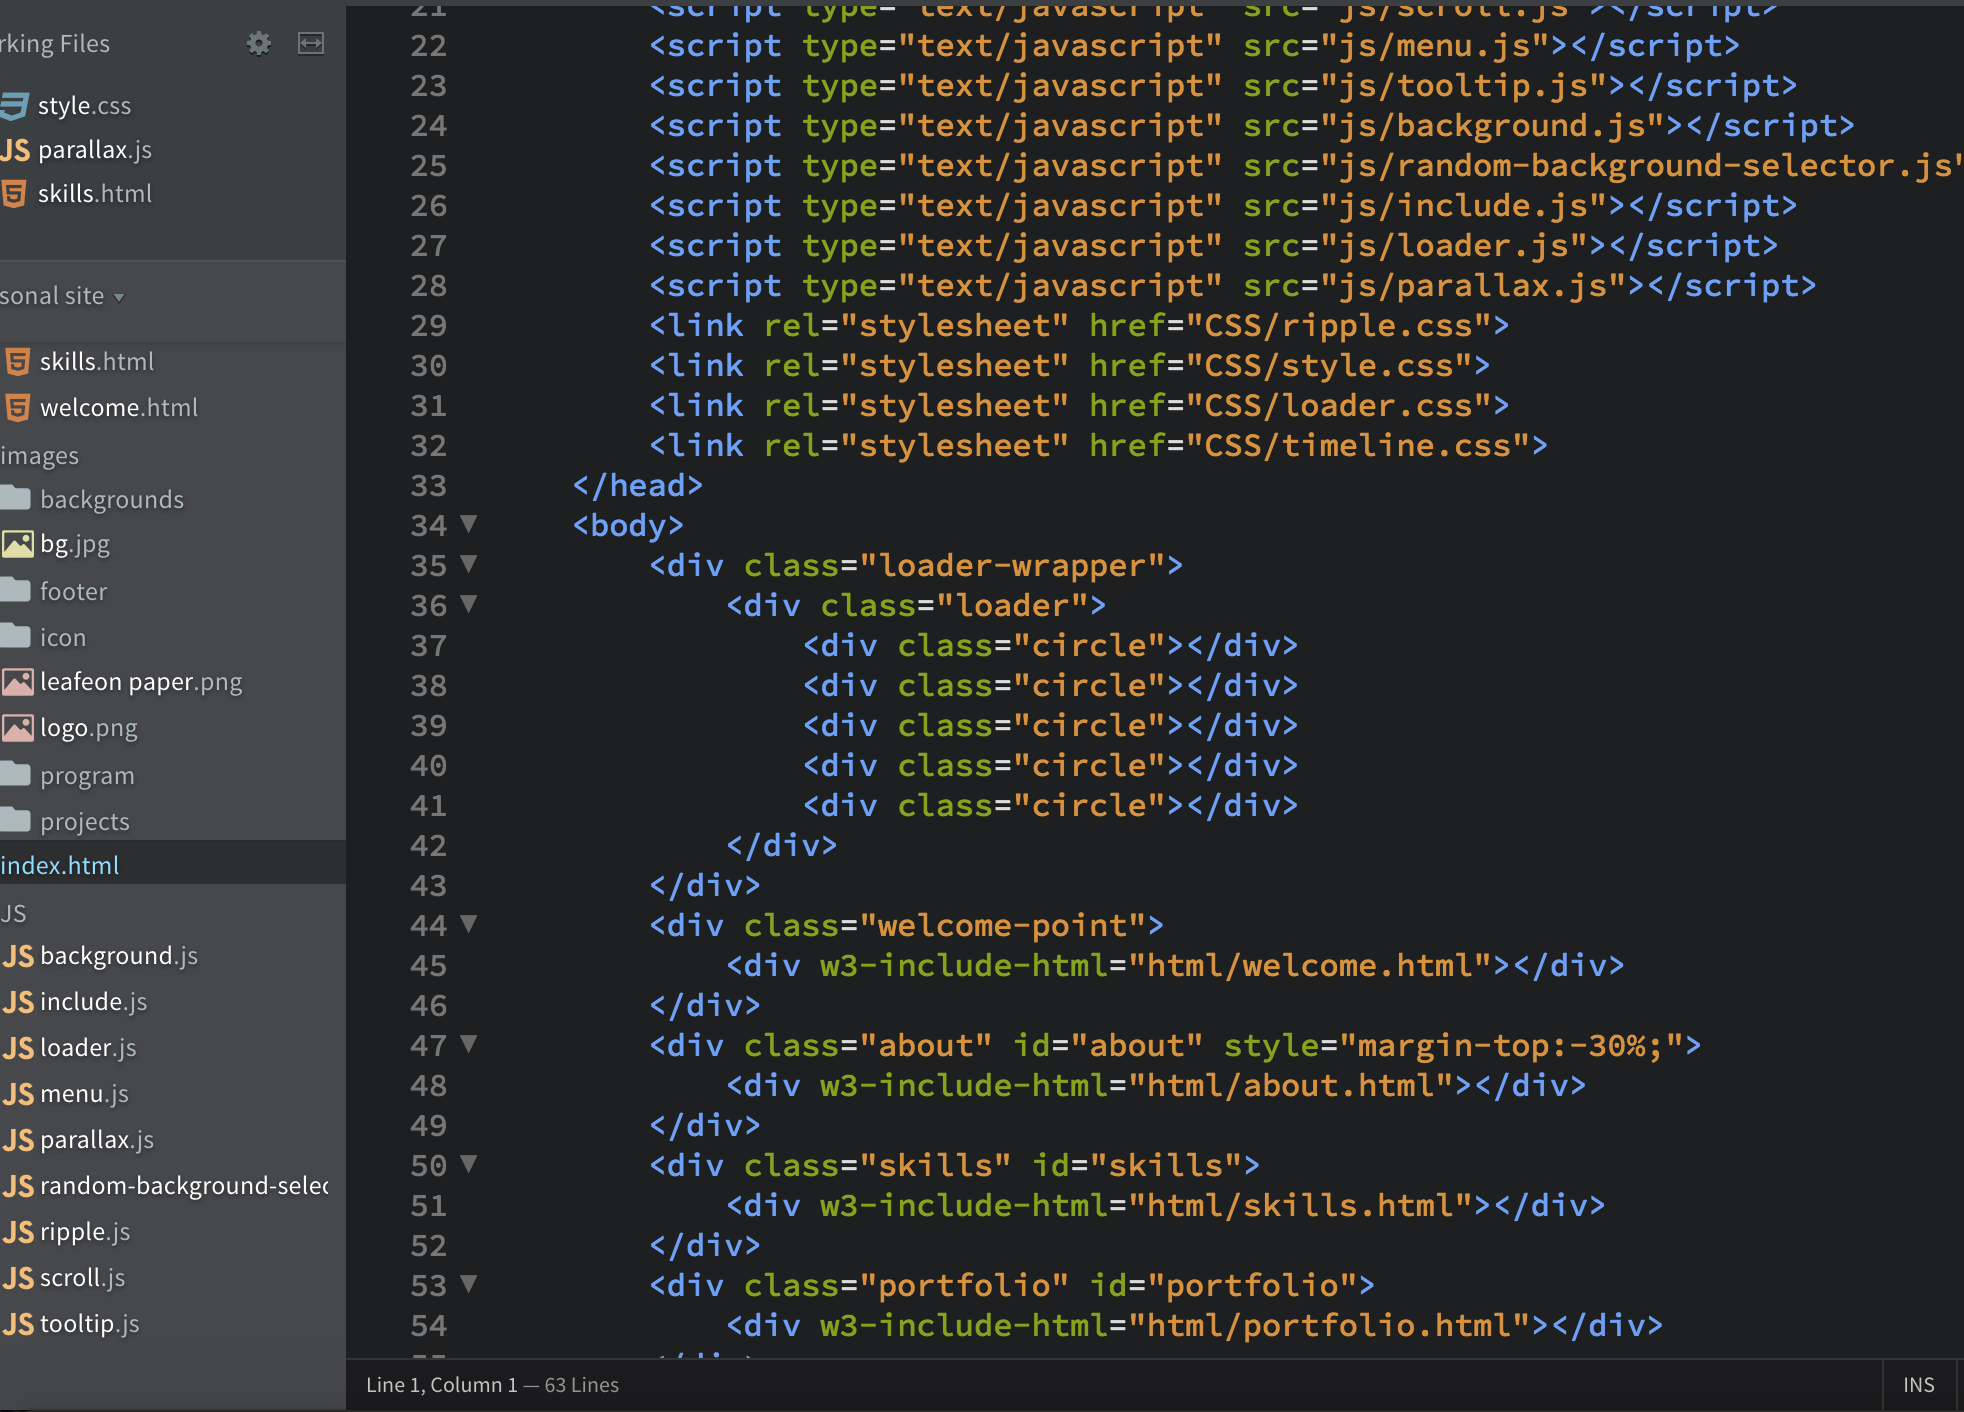 rking Files
style.css
parallax.js
skills.html
sonal site
skills.html
welcome.html
images
backgrounds
bg.jpg
footer
icon
leafeon paper.png
logo.png
program
projects
index.html
JS
background.js
include.js
loader.js
menu.js
parallax.js
random-background-selec
ripple.js
scroll.js
tooltip.js
21 <script type="text/javascript" src="js/scroll.js"></script>
22 <script type="text/javascript" src="js/menu.js"></script>
23 <script type="text/javascript" src="js/tooltip.js"></script>
24 <script type="text/javascript" src="js/background.js"></script>
25 <script type="text/javascript" src="js/random-background-selector.js"
26 <script type="text/javascript" src="js/include.js"></script>
27 <script type="text/javascript" src="js/loader.js"></script>
28 <script type="text/javascript" src="js/parallax.js"></script>
29 <link rel="stylesheet" href="CSS/ripple.css">
30 <link rel="stylesheet" href="CSS/style.css">
31 <link rel="stylesheet" href="CSS/loader.css">
32 <link rel="stylesheet" href="CSS/timeline.css">
33 </head>
34 <body>
35 <div class="loader-wrapper">
36 <div class="loader">
37 <div class="circle"></div>
38 <div class="circle"></div>
39 <div class="circle"></div>
40 <div class="circle"></div>
41 <div class="circle"></div>
42 </div>
43 </div>
44 <div class="welcome-point">
45 <div w3-include-html="html/welcome.html"></div>
46 </div>
47 <div class="about" id="about" style="margin-top:-30%;">
48 <div w3-include-html="html/about.html"></div>
49 </div>
50 <div class="skills" id="skills">
51 <div w3-include-html="html/skills.html"></div>
52 </div>
53 <div class="portfolio" id="portfolio">
54 <div w3-include-html="html/portfolio.html"></div>
Line 1, Column 1 — 63 Lines
INS